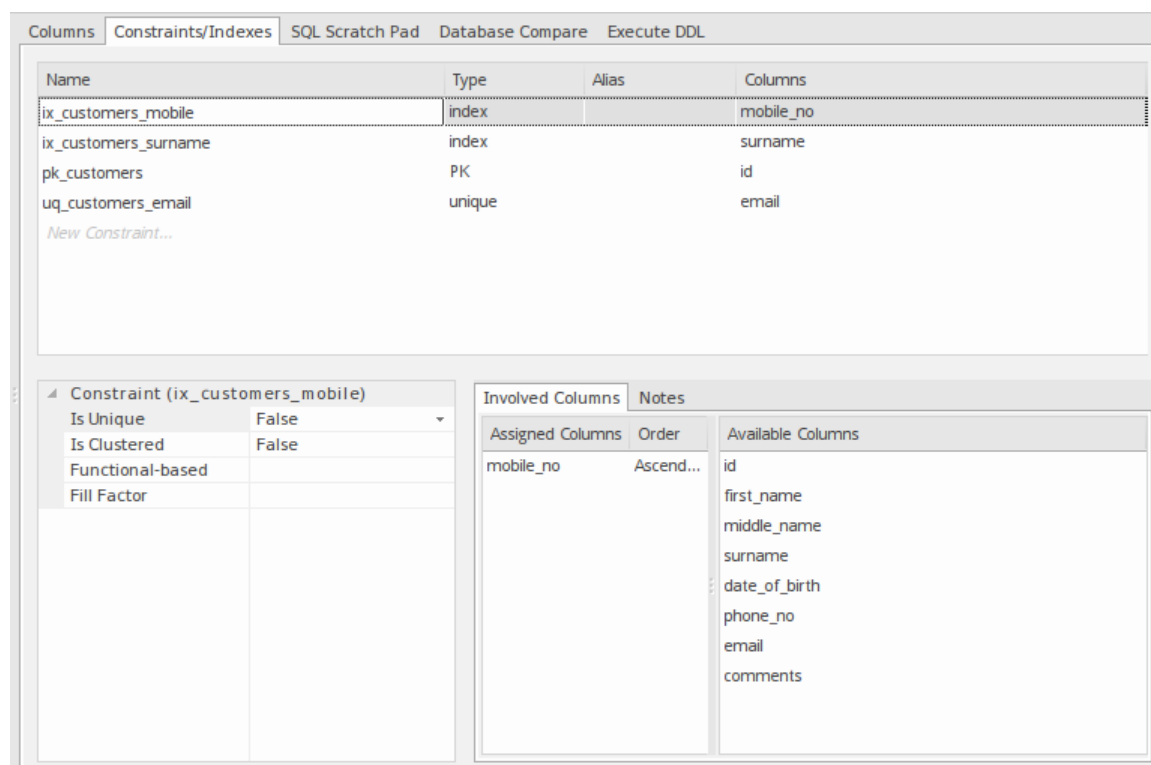 Columns Constraints/Indexes SQL Scratch Pad Database Compare Execute DDL
Name Type Alias Columns
ix_customers_mobile index mobile_no
ix_customers_surname index surname
pk_customers PK id
uq_customers_email unique email
New Constraint...
Constraint (ix_customers_mobile)
Is Unique False
Is Clustered False
Functional-based
Fill Factor
Involved Columns Notes
Assigned Columns Order Available Columns
mobile_no Ascend... id
first_name
middle_name
surname
date_of_birth
phone_no
email
comments